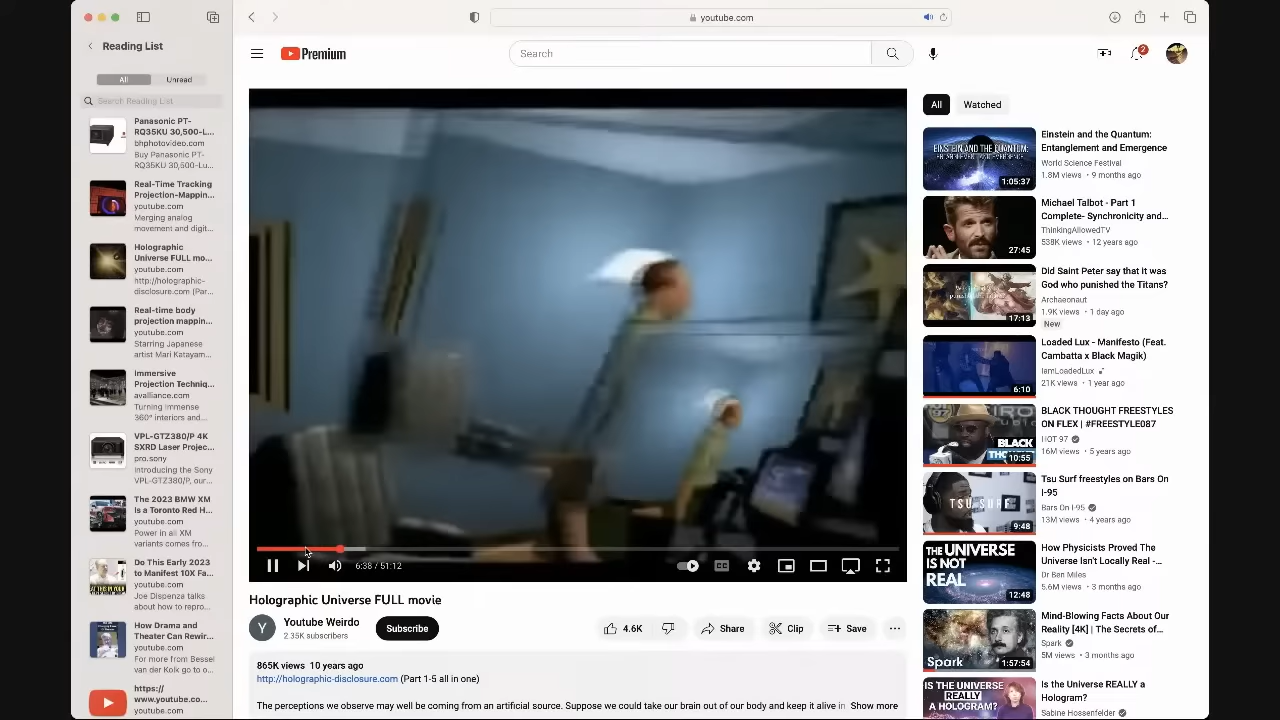 Reading List
All
Unread
Search Reading List
Panasonic PT-
RQ35KU 30,500-L...
bhphotovideo.com
Buy Panasonic PT-
RQ35KU 30,500-Lu...
Real-Time Tracking
Projection-Mappin...
youtube.com
Merging analog
movement and digit...
Holographic
Universe FULL mo...
youtube.com
http://holographic-
disclosure.com (Par...
Real-time body
projection mappin...
youtube.com
Starring Japanese
artist Mari Katayam...
Immersive
Projection Techniq...
avalliance.com
Turning immense
360° interiors and...
VPL-GTZ380/P 4K
SXRD Laser Projec...
pro.sony
Introducing the Sony
VPL-GTZ380/P, our...
The 2023 BMW XM
Is a Toronto Red H...
youtube.com
Power in all XM
variants comes fro...
Do This Early 2023
to Manifest 10X Fa...
youtube.com
Joe Dispenza talks
about how to repro...
How Drama and
Theater Can Rewir...
youtube.com
For more from Bessel
van der Kolk go to o...
https://
www.youtube.co...
youtube.com
youtube.com
Premium
Search
2
6:38 / 51:12
CC
Holographic Universe FULL movie
Y
Youtube Weirdo
2.35K subscribers
Subscribe
4.6K
Share
Clip
Save
865K views 10 years ago
http://holographic-disclosure.com (Part 1-5 all in one)
The perceptions we observe may well be coming from an artificial source. Suppose we could take our brain out of our body and keep it alive in Show more
All
Watched
EINSTEIN AND THE QUANTUM:
ENTANGLEMENT AND EMERGENCE
1:05:37
Einstein and the Quantum:
Entanglement and Emergence
World Science Festival
1.8M views • 9 months ago
27:45
Michael Talbot - Part 1
Complete- Synchronicity and...
ThinkingAllowedTV
538K views • 12 years ago
17:13
Did Saint Peter say that it was
God who punished the Titans?
Archaeonaut
1.9K views • 1 day ago
New
6:10
Loaded Lux - Manifesto (Feat.
Cambatta x Black Magik)
IamLoadedLux
21K views • 1 year ago
HOT 97
BLACK
10:55
BLACK THOUGHT FREESTYLES
ON FLEX | #FREESTYLE087
HOT 97
16M views • 5 years ago
TSU SURF
9:48
Tsu Surf freestyles on Bars On
I-95
Bars On I-95
13M views • 4 years ago
THE UNIVERSE
IS NOT
REAL
12:48
How Physicists Proved The
Universe Isn't Locally Real -...
Dr Ben Miles
5.6M views • 3 months ago
Spark
1:57:54
Mind-Blowing Facts About Our
Reality [4K] | The Secrets of...
Spark
5M views • 3 months ago
IS THE UNIVERSE
REALLY
A HOLOGRAM?
Is the Universe REALLY a
Hologram?
Sabine Hossenfelder